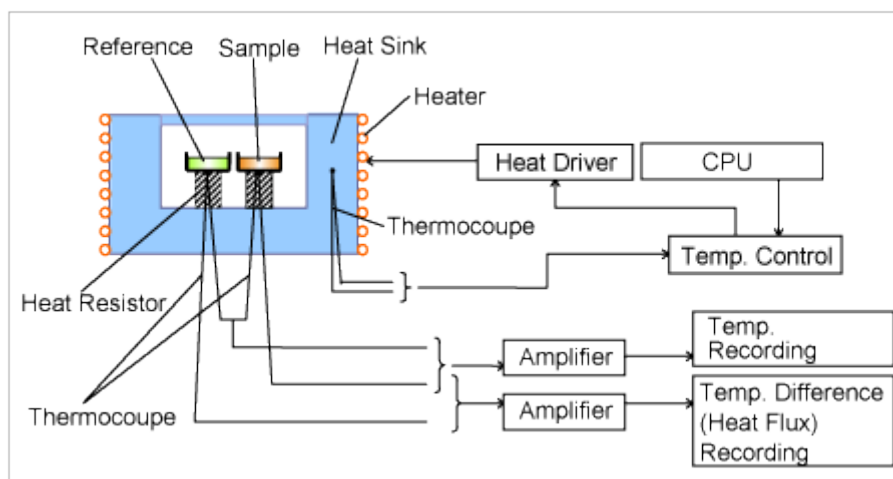 Reference
Sample
Heat Sink
Heater
Heat Driver
CPU
Thermocoupe
Temp. Control
Heat Resistor
Temp.
Recording
Amplifier
Thermocoupe
Amplifier
Temp. Difference
(Heat Flux)
Recording